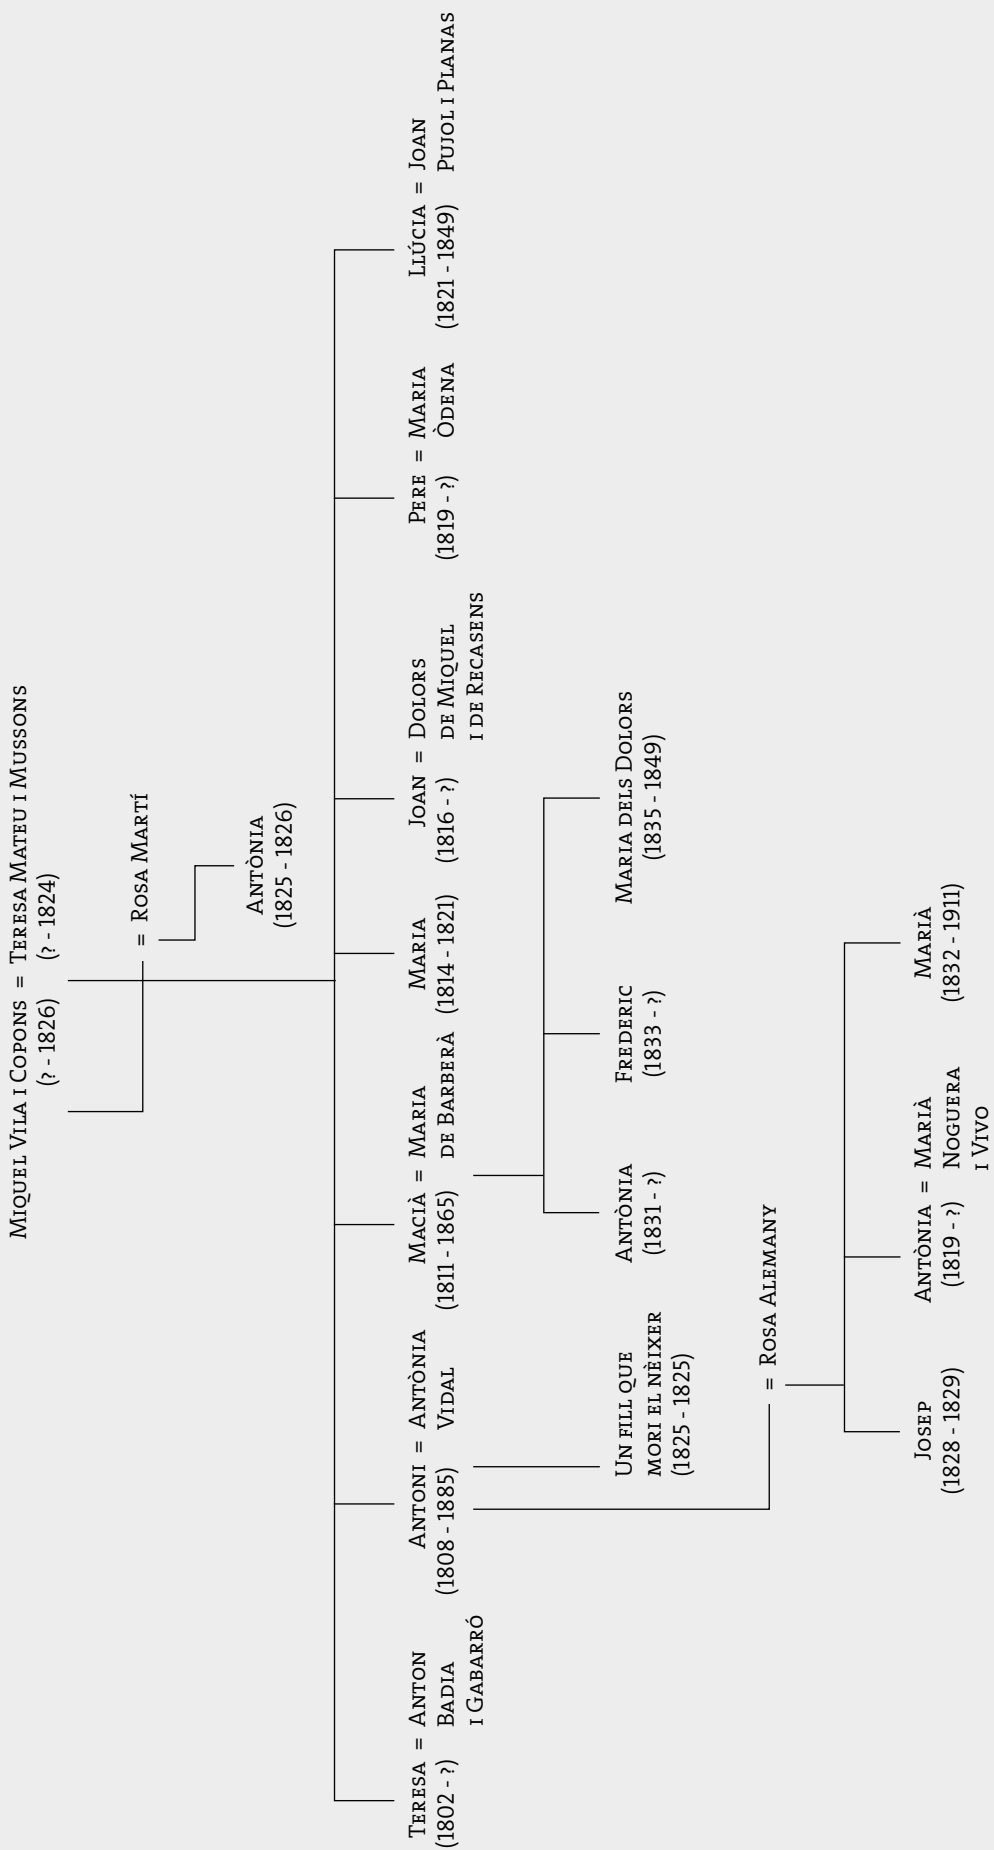 Miquel Vila i Copons = Teresa Mateu i Mussons
(? - 1826) (? - 1824)
= Rosa Martí
Antònia
(1825 - 1826)
Teresa = Anton
(1802 - ?) Badia
i Gabarró
Antoni = Antònia
(1808 - 1885) Vidal
Macià = Maria
(1811 - 1865) de Barberà
Maria
(1814 - 1821)
Joan = Dolors
(1816 - ?) de Miquel
i de Recasens
Pere = Maria
(1819 - ?) Òdena
Llúcia = Joan
(1821 - 1849) Pujol i Planas
Un fill que
mori el nèixer
(1825 - 1825)
Antònia
(1831 - ?)
Frederic
(1833 - ?)
Maria dels Dolors
(1835 - 1849)
= Rosa Alemany
Josep
(1828 - 1829)
Antònia = Marià
(1819 - ?) Noguera
i Vivo
Marià
(1832 - 1911)